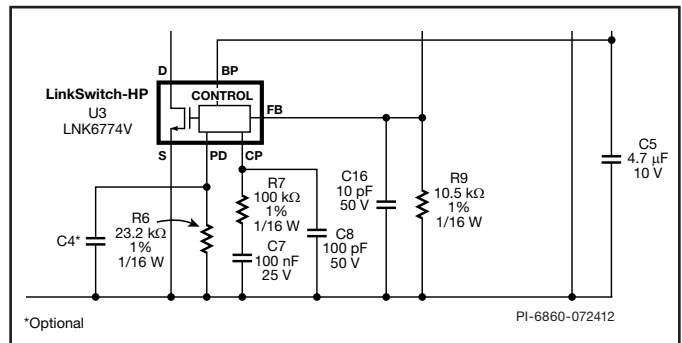 D
BP
LinkSwitch-HP
U3
LNK6774V
CONTROL
FB
S
PD
CP
C5
4.7 µF
10 V
C16
10 pF
50 V
R9
10.5 kΩ
1%
1/16 W
R7
100 kΩ
1%
1/16 W
R6
23.2 kΩ
1%
1/16 W
C4*
C7
100 nF
25 V
C8
100 pF
50 V
*Optional
PI-6860-072412